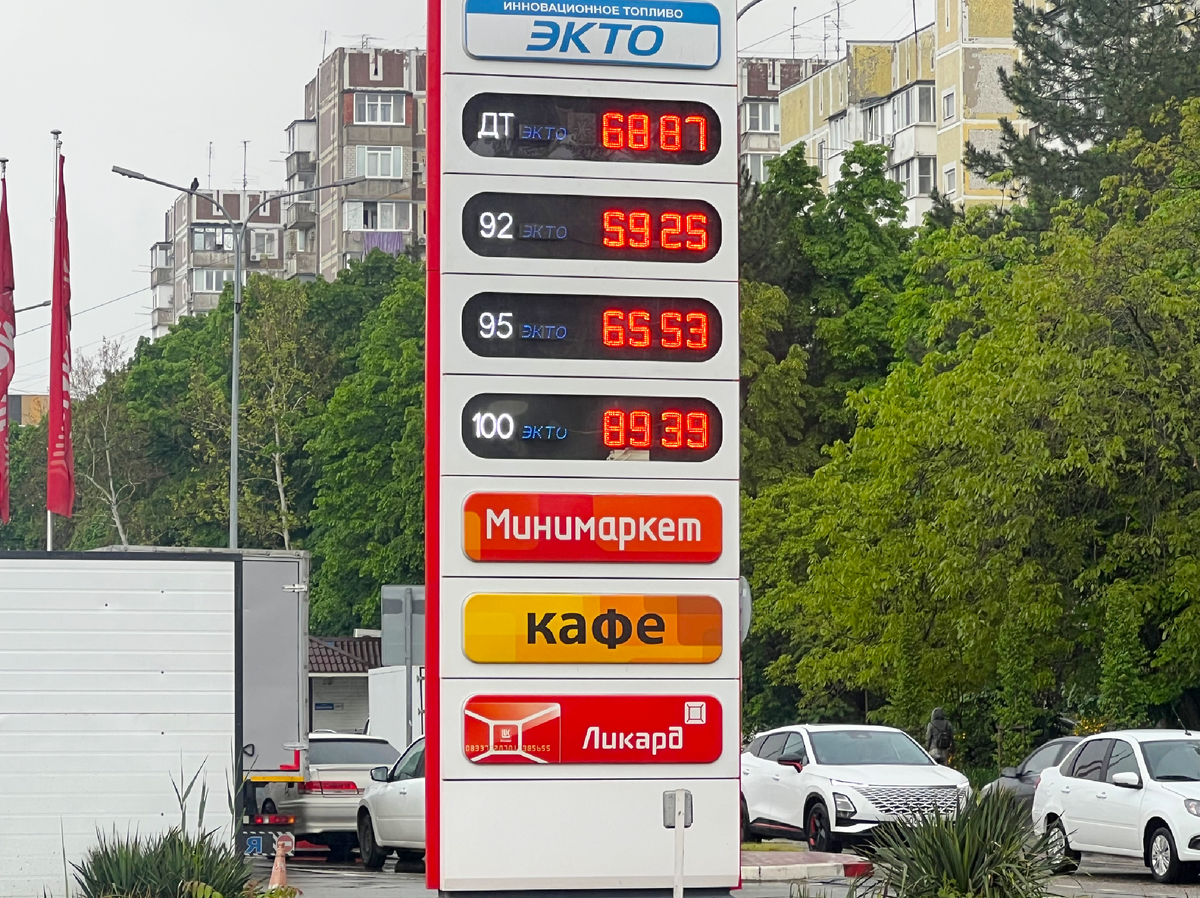 ИННОВАЦИОННОЕ ТОПЛИВО
ЭКТО
ДТ ЭКТО 68 87
92 ЭКТО 59 25
95 ЭКТО 65 53
100 ЭКТО 89 39
Минимаркет
кафе
Ликард
Я